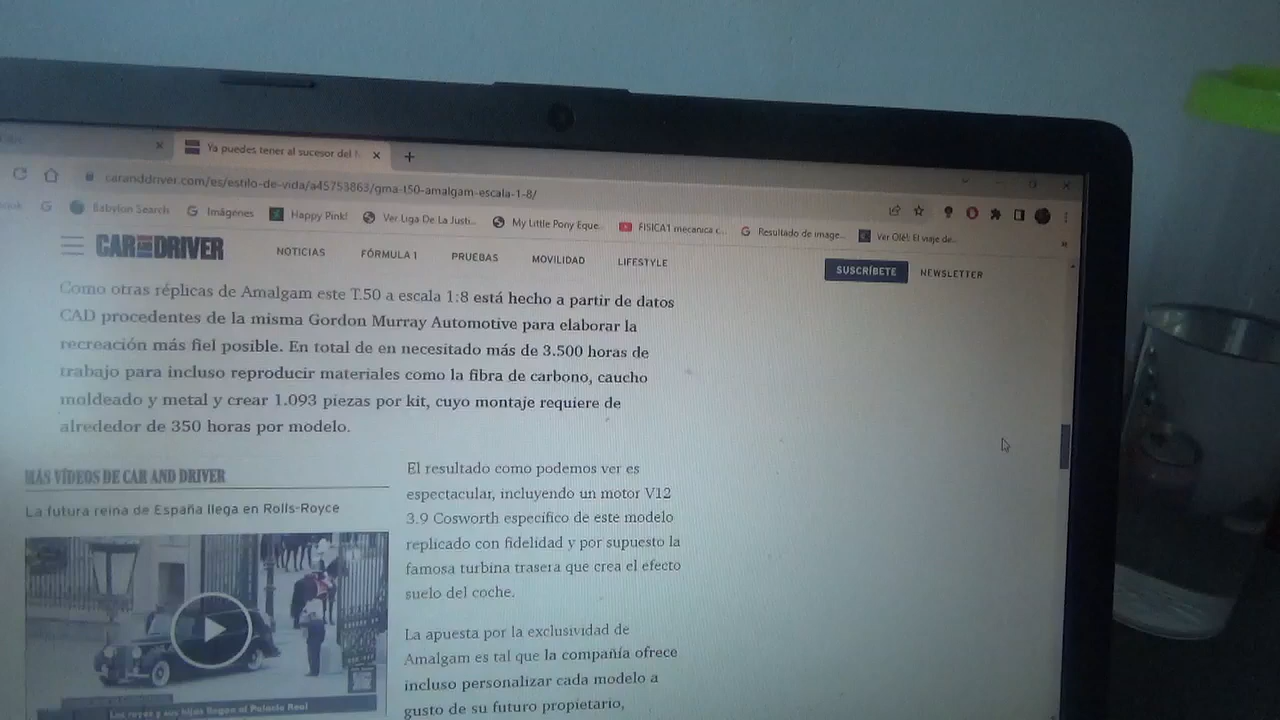 Ya puedes tener al sucesor del
caranddriver.com/es/estilo-de-vida/a45753863/gma-t50-amalgam-escala-1-8/
Babylon Search
Imágenes
Happy Pink!
Ver Liga De La Justi...
My Little Pony Eque...
FISICA1 mecanica c...
Resultado de image...
Ver Olé!: El viaje de...
CAR AND DRIVER
NOTICIAS
FÓRMULA 1
PRUEBAS
MOVILIDAD
LIFESTYLE
SUSCRÍBETE
NEWSLETTER
Como otras réplicas de Amalgam este T.50 a escala 1:8 está hecho a partir de datos
CAD procedentes de la misma Gordon Murray Automotive para elaborar la
recreación más fiel posible. En total de en necesitado más de 3.500 horas de
trabajo para incluso reproducir materiales como la fibra de carbono, caucho
moldeado y metal y crear 1.093 piezas por kit, cuyo montaje requiere de
alrededor de 350 horas por modelo.
MÁS VÍDEOS DE CAR AND DRIVER
La futura reina de España llega en Rolls-Royce
Los reyes y sus hijas llegan al Palacio Real
El resultado como podemos ver es
espectacular, incluyendo un motor V12
3.9 Cosworth específico de este modelo
replicado con fidelidad y por supuesto la
famosa turbina trasera que crea el efecto
suelo del coche.
La apuesta por la exclusividad de
Amalgam es tal que la compañía ofrece
incluso personalizar cada modelo a
gusto de su futuro propietario,